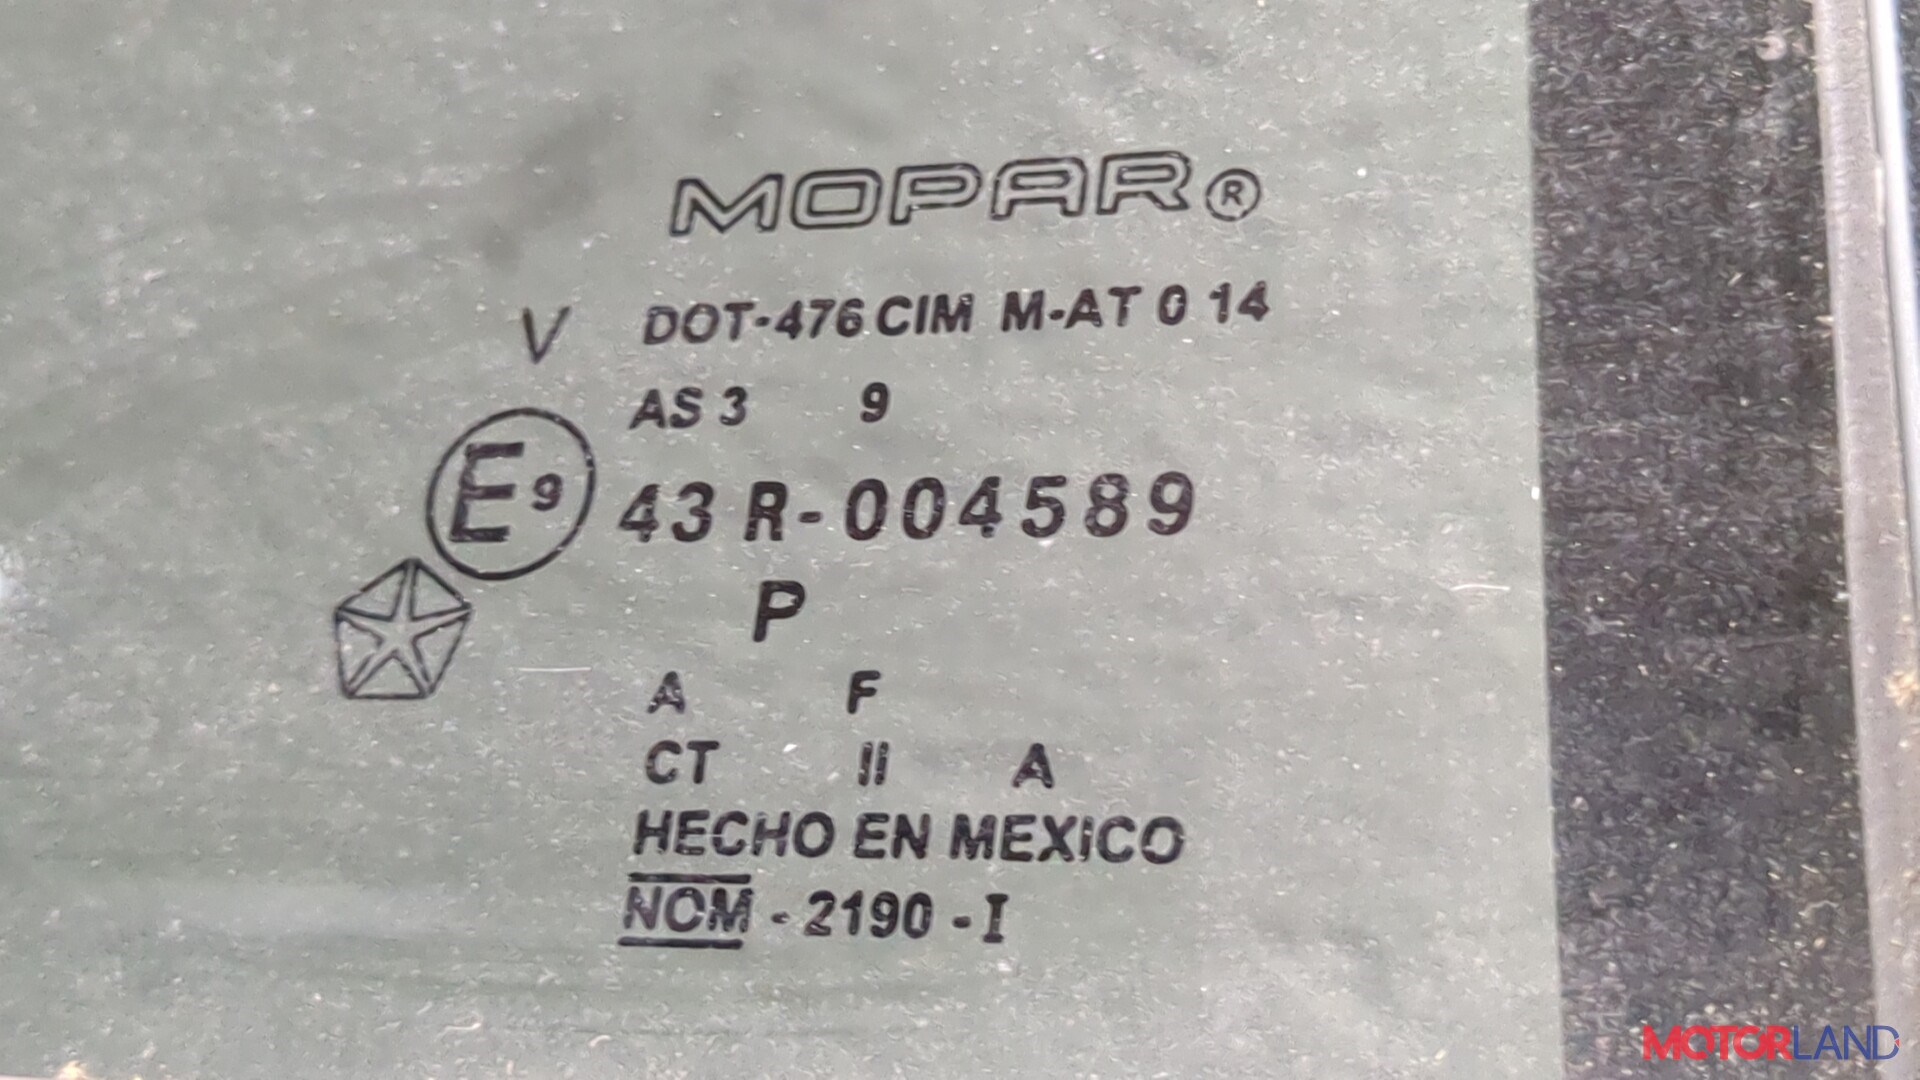 MOPAR®
V DOT-476 CIM M-AT 0 14
AS 3 9
E9 43 R-004589
P
A F
CT II A
HECHO EN MEXICO
NOM - 2190 - I
MOTORLAND